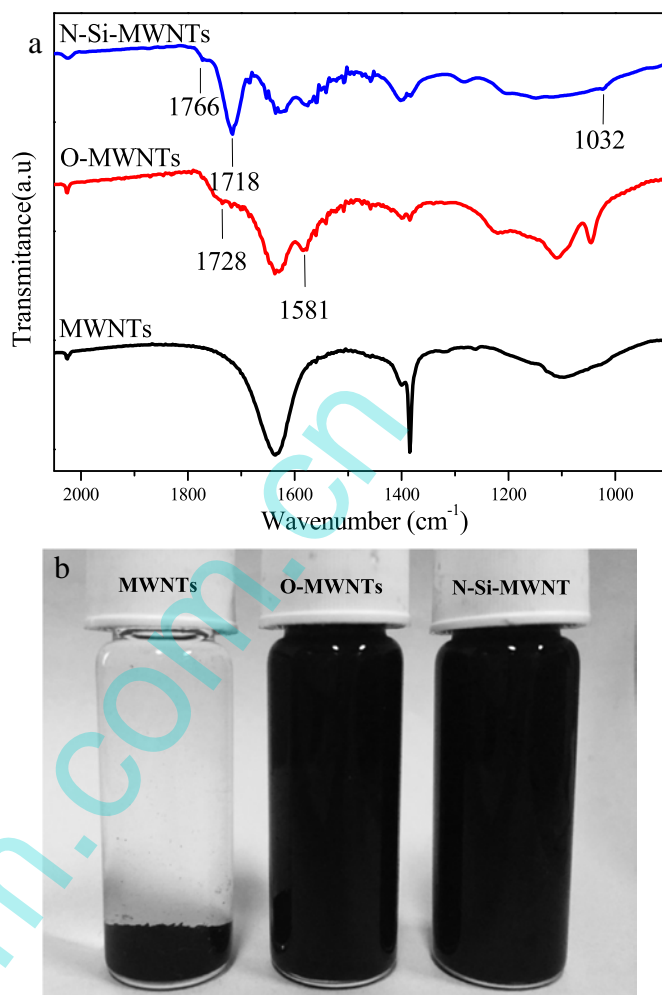 a
N-Si-MWNTs
1766
1718
1032
O-MWNTs
1728
1581
MWNTs
Transmitance(a.u)
2000 1800 1600 1400 1200 1000
Wavenumber (cm⁻¹)
b
MWNTs O-MWNTs N-Si-MWNT
m.com.cn